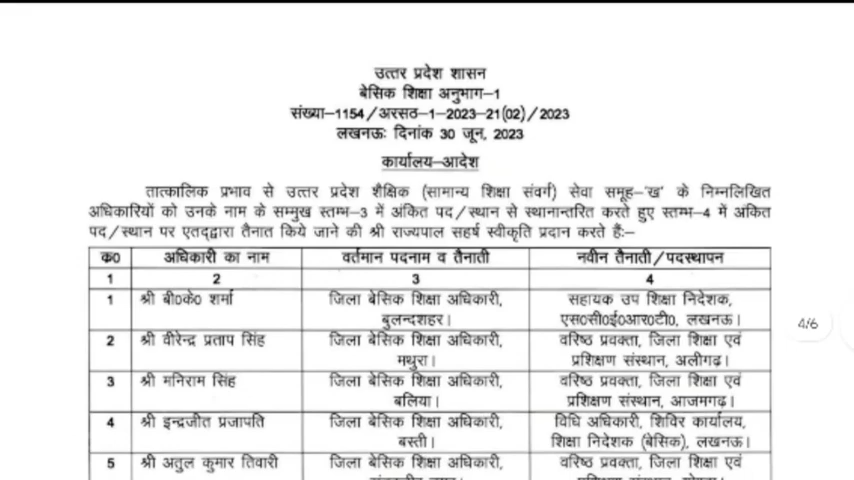 उत्तर प्रदेश शासन
बेसिक शिक्षा अनुभाग-1
संख्या-1154/अरसठ-1-2023-21(02)/2023
लखनऊः दिनांक 30 जून, 2023
कार्यालय-आदेश
तात्कालिक प्रभाव से उत्तर प्रदेश शैक्षिक (सामान्य शिक्षा संवर्ग) सेवा समूह-'ख' के निम्नलिखित
अधिकारियों को उनके नाम के सम्मुख स्तम्भ-3 में अंकित पद/स्थान से स्थानान्तरित करते हुए स्तम्भ-4 में अंकित
पद/स्थान पर एतद्द्वारा तैनात किये जाने की श्री राज्यपाल सहर्ष स्वीकृति प्रदान करते हैं:-
क0 अधिकारी का नाम वर्तमान पदनाम व तैनाती नवीन तैनाती/पदस्थापन
1 2 3 4
1 श्री बी0के0 शर्मा जिला बेसिक शिक्षा अधिकारी, सहायक उप शिक्षा निदेशक,
बुलन्दशहर। एस0सी0ई0आर0टी0, लखनऊ।
4/6
2 श्री वीरेन्द्र प्रताप सिंह जिला बेसिक शिक्षा अधिकारी, वरिष्ठ प्रवक्ता, जिला शिक्षा एवं
मथुरा। प्रशिक्षण संस्थान, अलीगढ़।
3 श्री मनिराम सिंह जिला बेसिक शिक्षा अधिकारी, वरिष्ठ प्रवक्ता, जिला शिक्षा एवं
बलिया। प्रशिक्षण संस्थान, आजमगढ़।
4 श्री इन्द्रजीत प्रजापति जिला बेसिक शिक्षा अधिकारी, विधि अधिकारी, शिविर कार्यालय,
बस्ती। शिक्षा निदेशक (बेसिक), लखनऊ।
5 श्री अतुल कुमार तिवारी जिला बेसिक शिक्षा अधिकारी, वरिष्ठ प्रवक्ता, जिला शिक्षा एवं